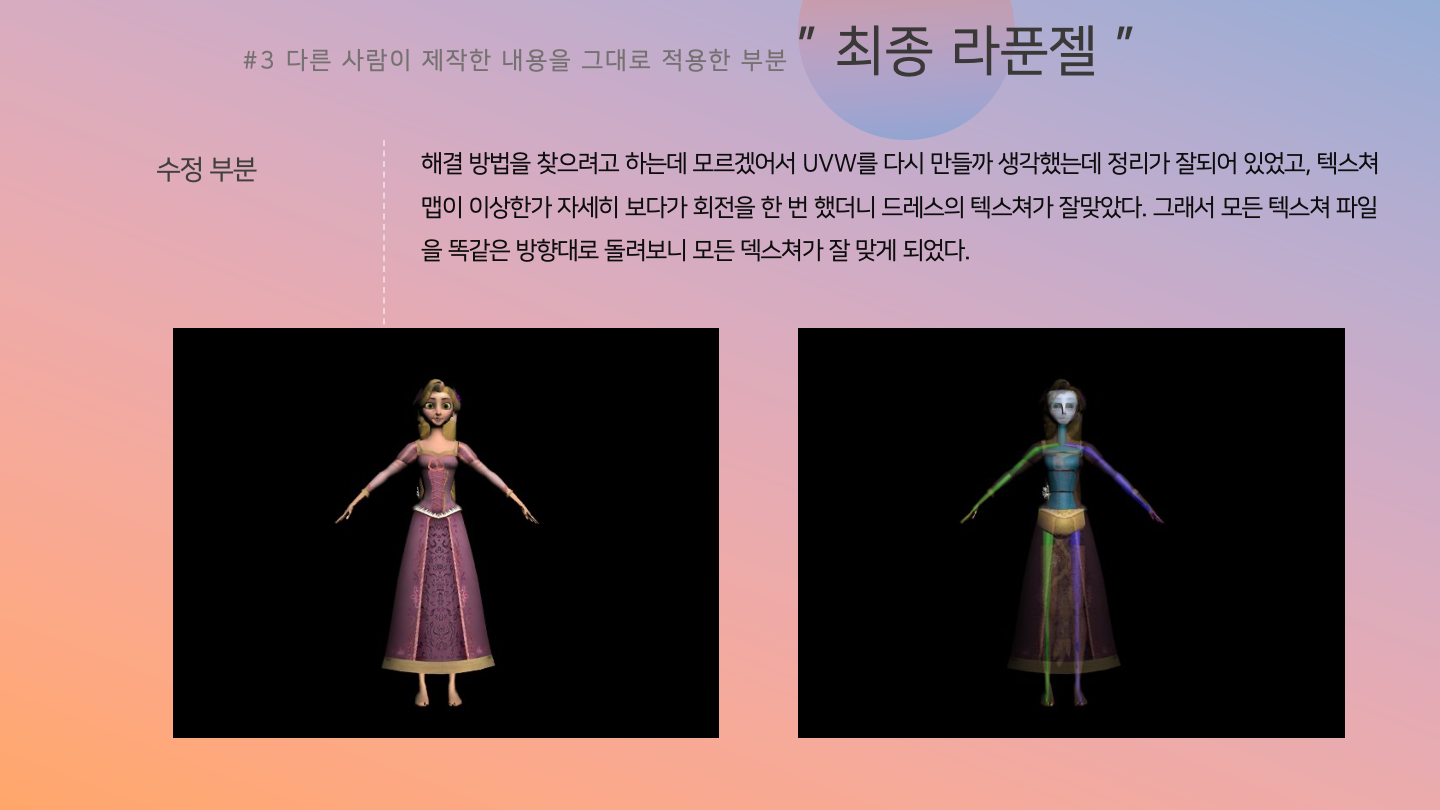 #3 다른 사람이 제작한 내용을 그대로 적용한 부분 " 최종 라푼젤 "
수정 부분
해결 방법을 찾으려고 하는데 모르겠어서 UVW를 다시 만들까 생각했는데 정리가 잘되어 있었고, 텍스쳐
맵이 이상한가 자세히 보다가 회전을 한 번 했더니 드레스의 텍스쳐가 잘맞았다. 그래서 모든 텍스쳐 파일
을 똑같은 방향대로 돌려보니 모든 덱스쳐가 잘 맞게 되었다.